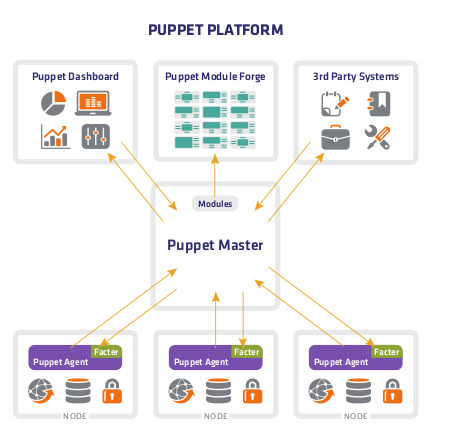 PUPPET PLATFORM
Puppet Dashboard
Puppet Module Forge
3rd Party Systems
Modules
Puppet Master
Facter
Puppet Agent
NODE
Facter
Puppet Agent
NODE
Facter
Puppet Agent
NODE